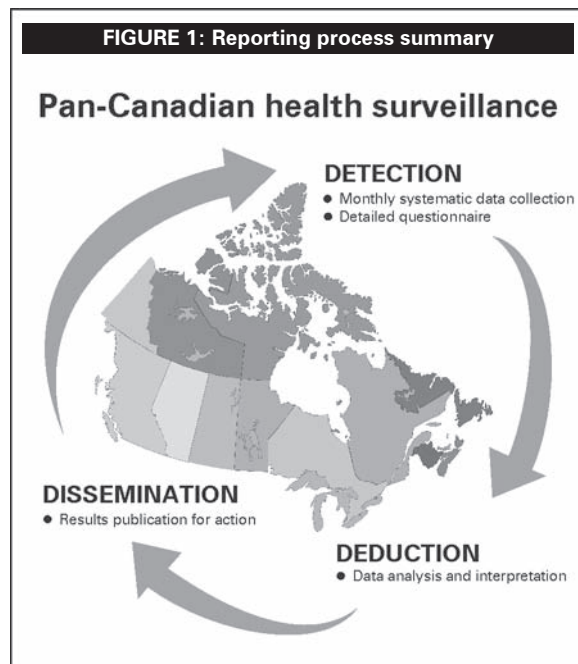 FIGURE 1: Reporting process summary
Pan-Canadian health surveillance
DETECTION
● Monthly systematic data collection
● Detailed questionnaire
DISSEMINATION
● Results publication for action
DEDUCTION
● Data analysis and interpretation